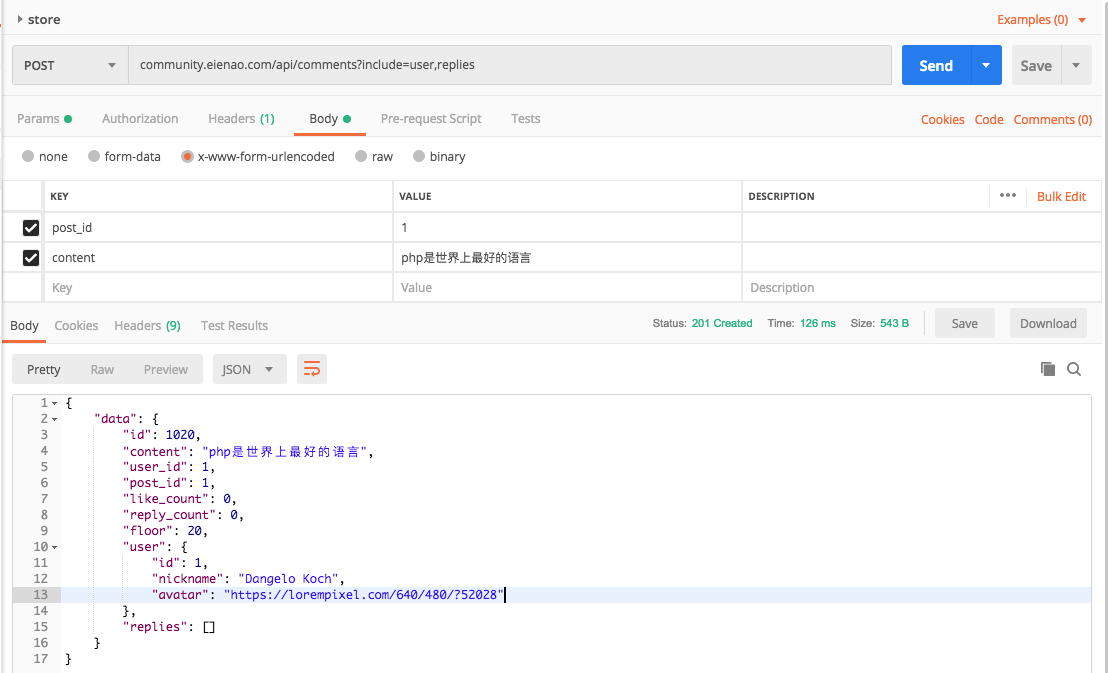 store Examples (0)
POST community.eienao.com/api/comments?include=user,replies Send Save
Params Authorization Headers (1) Body Pre-request Script Tests Cookies Code Comments (0)
none form-data x-www-form-urlencoded raw binary
KEY VALUE DESCRIPTION ••• Bulk Edit
post_id 1
content php是世界上最好的语言
Key Value Description
Body Cookies Headers (9) Test Results Status: 201 Created Time: 126 ms Size: 543 B Save Download
Pretty Raw Preview JSON
1 {
2 "data": {
3 "id": 1020,
4 "content": "php是世界上最好的语言",
5 "user_id": 1,
6 "post_id": 1,
7 "like_count": 0,
8 "reply_count": 0,
9 "floor": 20,
10 "user": {
11 "id": 1,
12 "nickname": "Dangelo Koch",
13 "avatar": "https://lorempixel.com/640/480/?52028"
14 },
15 "replies": []
16 }
17 }